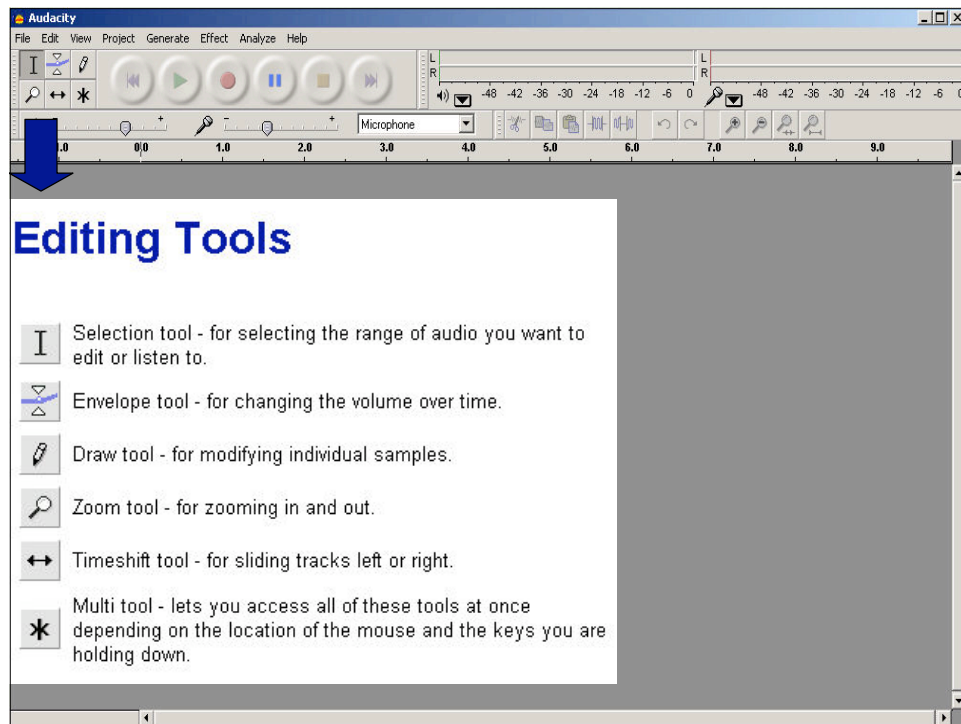 Audacity
File Edit View Project Generate Effect Analyze Help
L
R
L
R
-48 -42 -36 -30 -24 -18 -12 -6 0
-48 -42 -36 -30 -24 -18 -12 -6 0
- +
- +
Microphone
1.0 0.0 1.0 2.0 3.0 4.0 5.0 6.0 7.0 8.0 9.0
Editing Tools
Selection tool - for selecting the range of audio you want to
edit or listen to.
Envelope tool - for changing the volume over time.
Draw tool - for modifying individual samples.
Zoom tool - for zooming in and out.
Timeshift tool - for sliding tracks left or right.
Multi tool - lets you access all of these tools at once
depending on the location of the mouse and the keys you are
holding down.